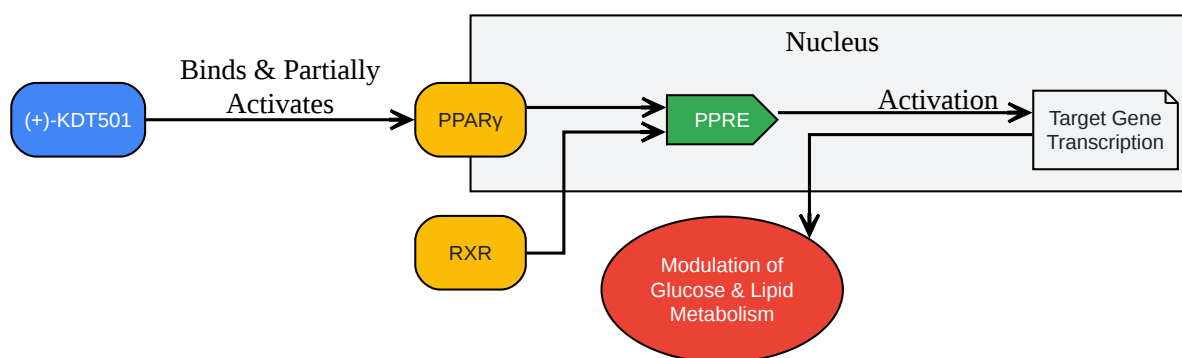 Nucleus
Binds & Partially
Activates
(+)-KDT501
PPARγ
PPRE
Activation
Target Gene
Transcription
RXR
Modulation of
Glucose & Lipid
Metabolism